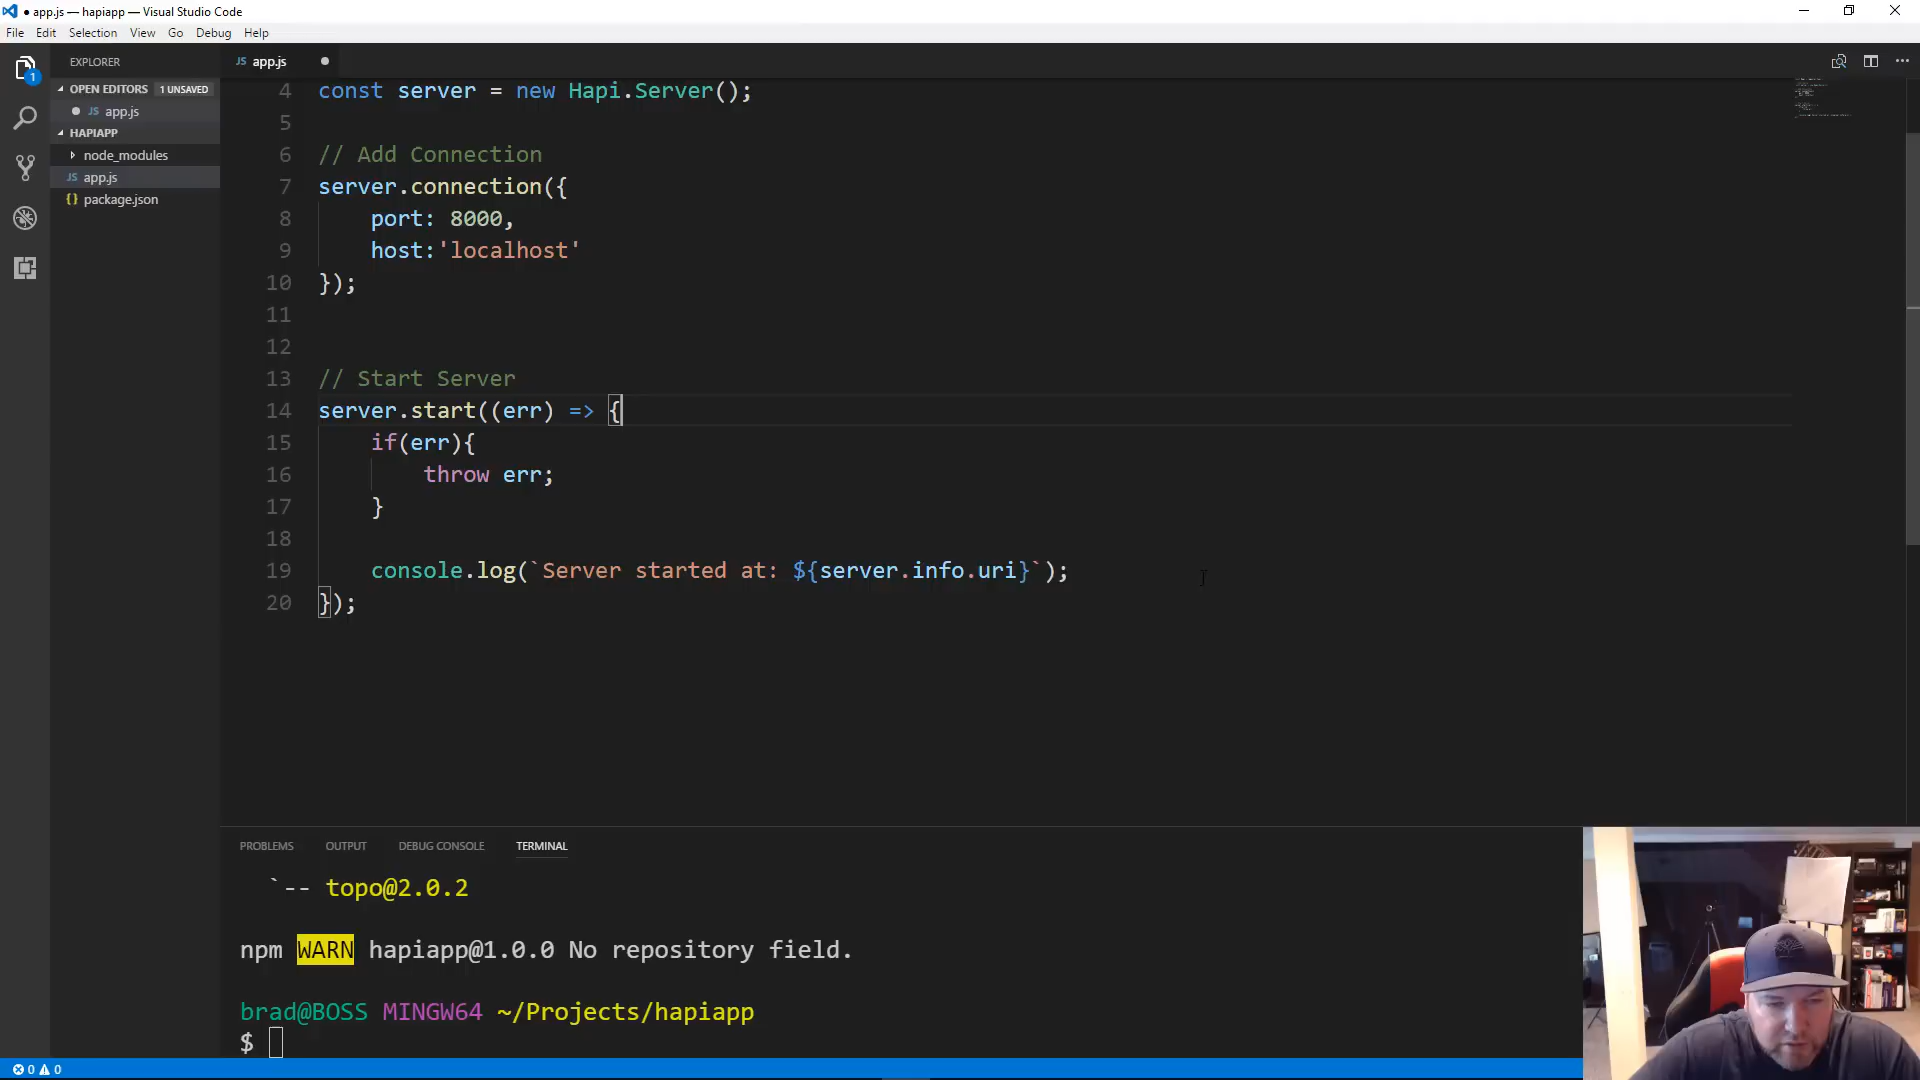 ● app.js — hapiapp — Visual Studio Code
File Edit Selection View Go Debug Help
EXPLORER
OPEN EDITORS 1 UNSAVED
app.js
HAPIAPP
node_modules
JS app.js
{} package.json
1
JS app.js
4 const server = new Hapi.Server();
5
6 // Add Connection
7 server.connection({
8 port: 8000,
9 host:'localhost'
10 });
11
12
13 // Start Server
14 server.start((err) => {
15 if(err){
16 throw err;
17 }
18
19 console.log(`Server started at: ${server.info.uri}`);
20 });
PROBLEMS OUTPUT DEBUG CONSOLE TERMINAL
`-- topo@2.0.2
npm WARN hapiapp@1.0.0 No repository field.
brad@BOSS MINGW64 ~/Projects/hapiapp
$
0 0